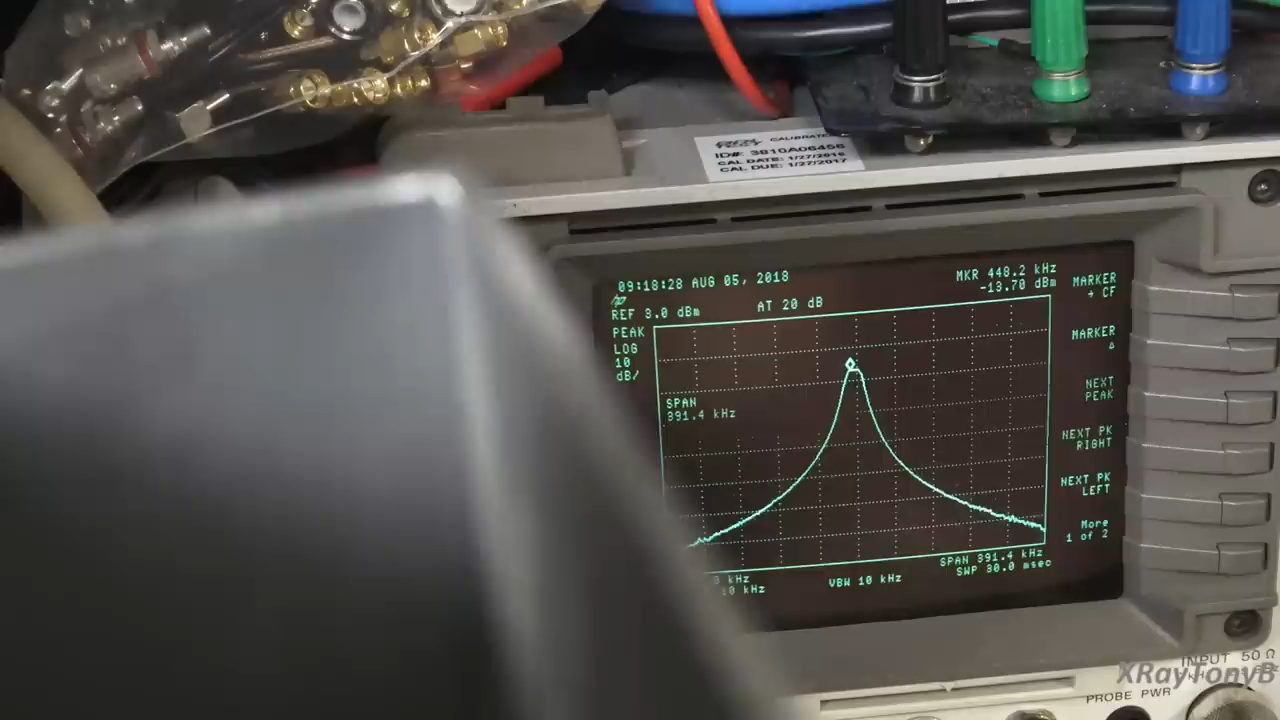 CALIBRATED
ID#: 3810A06456
CAL DATE: 1/27/2016
CAL DUE: 1/27/2017
09:18:28 AUG 05, 2018
MKR 448.2 kHz
-13.70 dBm
REF 3.0 dBm
AT 20 dB
PEAK
LOG
10
dB/
SPAN
391.4 kHz
MARKER
→ CF
MARKER
Δ
NEXT
PEAK
NEXT PK
RIGHT
NEXT PK
LEFT
More
1 of 2
kHz
SPAN 391.4 kHz
10 kHz
VBW 10 kHz
SWP 30.0 msec
INPUT 50 Ω
XRayTonyB
PROBE PWR